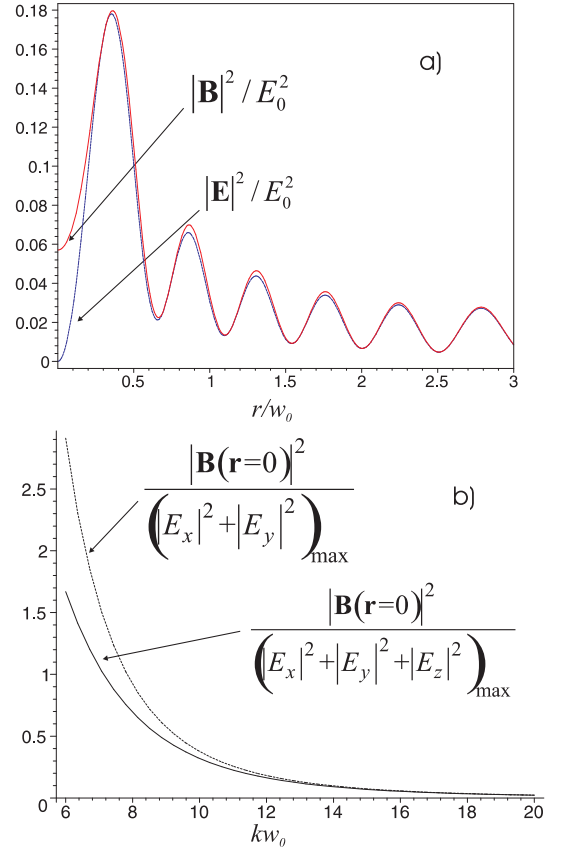 0.18
a)
0.16
0.14
|B|² / E₀²
0.12
0.1
|E|² / E₀²
0.08
0.06
0.04
0.02
0
0.5 1 1.5 2 2.5 3
r/w₀
b)
|B(r=0)|²
(|Eₓ|² + |E_y|²)max
2.5
2
|B(r=0)|²
(|Eₓ|² + |E_y|² + |E_z|²)max
1.5
1
0.5
0
6 8 10 12 14 16 18 20
kw₀